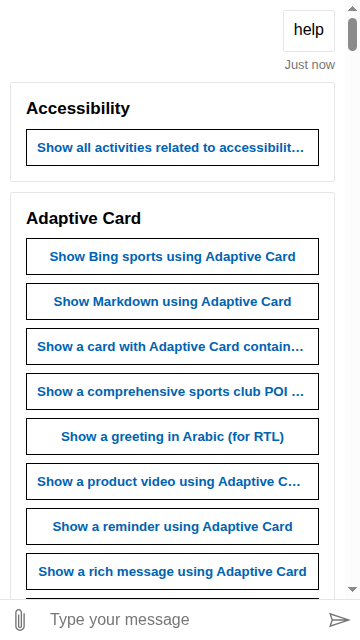 help
Just now
Accessibility
Show all activities related to accessibilit…
Adaptive Card
Show Bing sports using Adaptive Card
Show Markdown using Adaptive Card
Show a card with Adaptive Card contain…
Show a comprehensive sports club POI …
Show a greeting in Arabic (for RTL)
Show a product video using Adaptive C…
Show a reminder using Adaptive Card
Show a rich message using Adaptive Card
Type your message